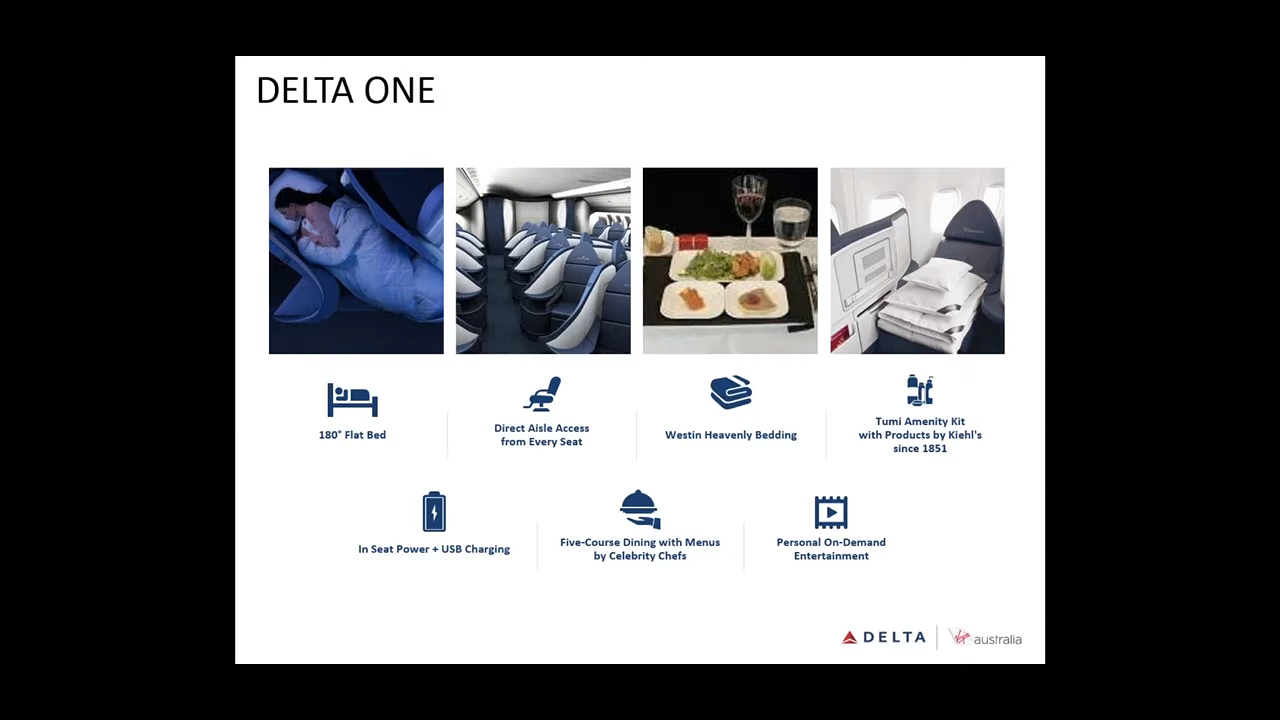 DELTA ONE
180° Flat Bed
Direct Aisle Access
from Every Seat
Westin Heavenly Bedding
Tumi Amenity Kit
with Products by Kiehl's
since 1851
In Seat Power + USB Charging
Five-Course Dining with Menus
by Celebrity Chefs
Personal On-Demand
Entertainment
DELTA
Virgin australia